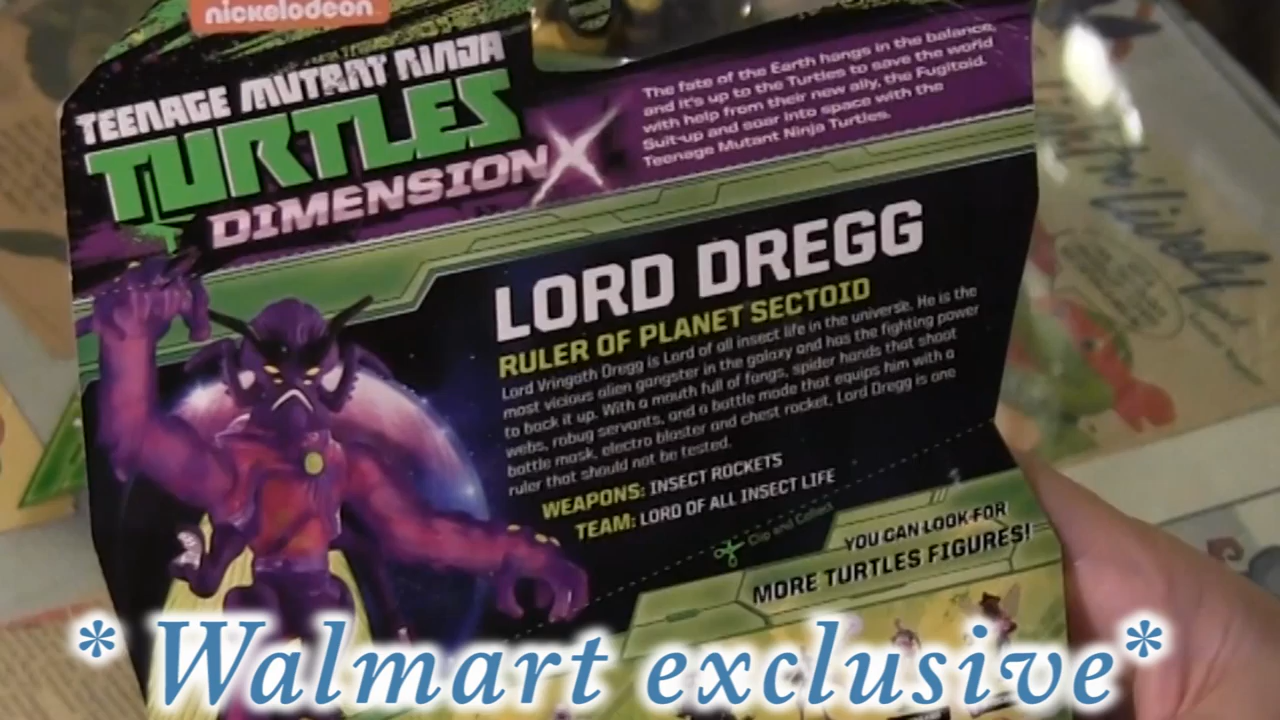 nickelodeon
TEENAGE MUTANT NINJA
TURTLES
DIMENSION X
The fate of the Earth hangs in the balance,
and it's up to the Turtles to save the world
with help from their new ally, the Fugitoid.
Suit-up and soar into space with the
Teenage Mutant Ninja Turtles.
LORD DREGG
RULER OF PLANET SECTOID
Lord Vringath Dregg is Lord of all insect life in the universe. He is the
most vicious alien gangster in the galaxy and has the fighting power
to back it up. With a mouth full of fangs, spider hands that shoot
webs, robug servants, and a battle mode that equips him with a
battle mask, electro blaster and chest rocket, Lord Dregg is one
ruler that should not be tested.
WEAPONS: INSECT ROCKETS
TEAM: LORD OF ALL INSECT LIFE
Clip and Collect
YOU CAN LOOK FOR
MORE TURTLES FIGURES!
*Walmart exclusive*